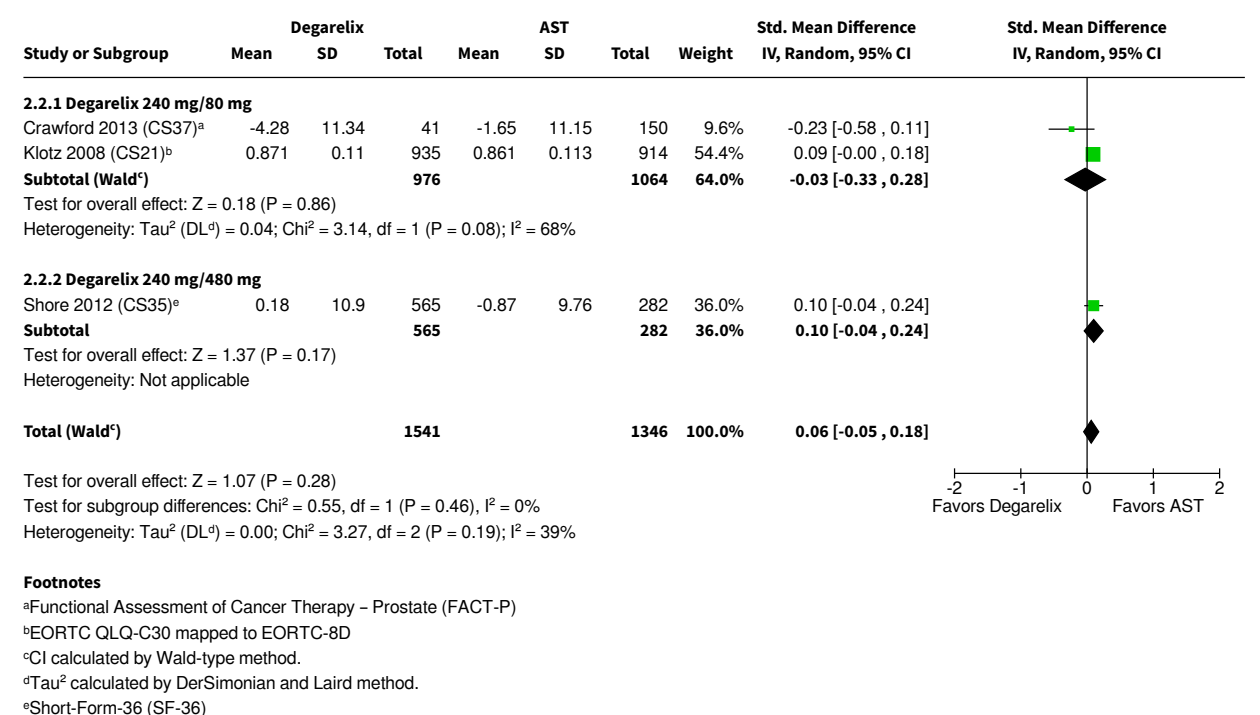 Degarelix AST Std. Mean Difference Std. Mean Difference
Study or Subgroup Mean SD Total Mean SD Total Weight IV, Random, 95% CI IV, Random, 95% CI
2.2.1 Degarelix 240 mg/80 mg
Crawford 2013 (CS37)ᵃ -4.28 11.34 41 -1.65 11.15 150 9.6% -0.23 [-0.58 , 0.11]
Klotz 2008 (CS21)ᵇ 0.871 0.11 935 0.861 0.113 914 54.4% 0.09 [-0.00 , 0.18]
Subtotal (Waldᶜ) 976 1064 64.0% -0.03 [-0.33 , 0.28]
Test for overall effect: Z = 0.18 (P = 0.86)
Heterogeneity: Tau² (DLᵈ) = 0.04; Chi² = 3.14, df = 1 (P = 0.08); I² = 68%
2.2.2 Degarelix 240 mg/480 mg
Shore 2012 (CS35)ᵉ 0.18 10.9 565 -0.87 9.76 282 36.0% 0.10 [-0.04 , 0.24]
Subtotal 565 282 36.0% 0.10 [-0.04 , 0.24]
Test for overall effect: Z = 1.37 (P = 0.17)
Heterogeneity: Not applicable
Total (Waldᶜ) 1541 1346 100.0% 0.06 [-0.05 , 0.18]
Test for overall effect: Z = 1.07 (P = 0.28)
Test for subgroup differences: Chi² = 0.55, df = 1 (P = 0.46), I² = 0%
Heterogeneity: Tau² (DLᵈ) = 0.00; Chi² = 3.27, df = 2 (P = 0.19); I² = 39%
-2 -1 0 1 2
Favors Degarelix Favors AST
Footnotes
ᵃFunctional Assessment of Cancer Therapy – Prostate (FACT-P)
ᵇEORTC QLQ-C30 mapped to EORTC-8D
ᶜCI calculated by Wald-type method.
ᵈTau² calculated by DerSimonian and Laird method.
ᵉShort-Form-36 (SF-36)